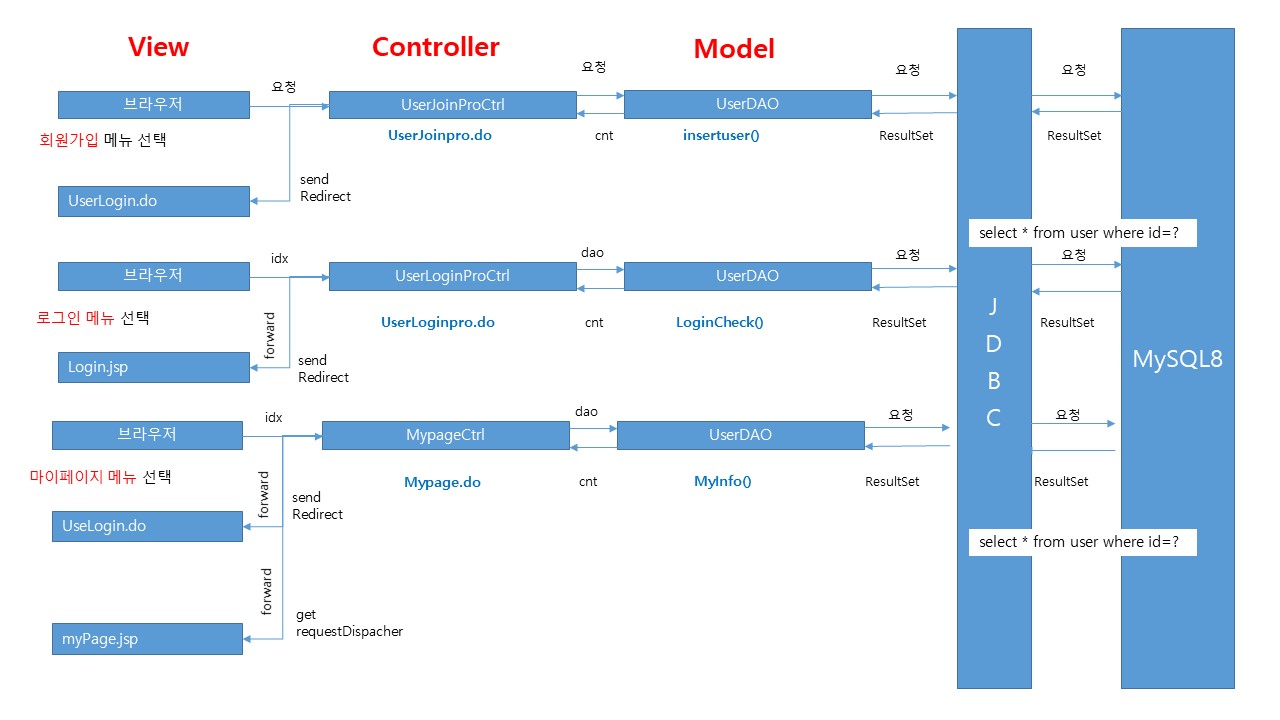 View
Controller
Model
브라우저
요청
UserJoinProCtrl
요청
UserDAO
요청
요청
회원가입 메뉴 선택
UserJoinpro.do
cnt
insertuser()
ResultSet
ResultSet
send
Redirect
UserLogin.do
select * from user where id=?
브라우저
idx
UserLoginProCtrl
dao
UserDAO
요청
요청
로그인 메뉴 선택
forward
UserLoginpro.do
cnt
LoginCheck()
ResultSet
ResultSet
J
D
B
C
MySQL8
Login.jsp
send
Redirect
브라우저
idx
MypageCtrl
dao
UserDAO
요청
요청
마이페이지 메뉴 선택
forward
Mypage.do
cnt
MyInfo()
ResultSet
ResultSet
send
Redirect
UseLogin.do
select * from user where id=?
forward
get
requestDispacher
myPage.jsp